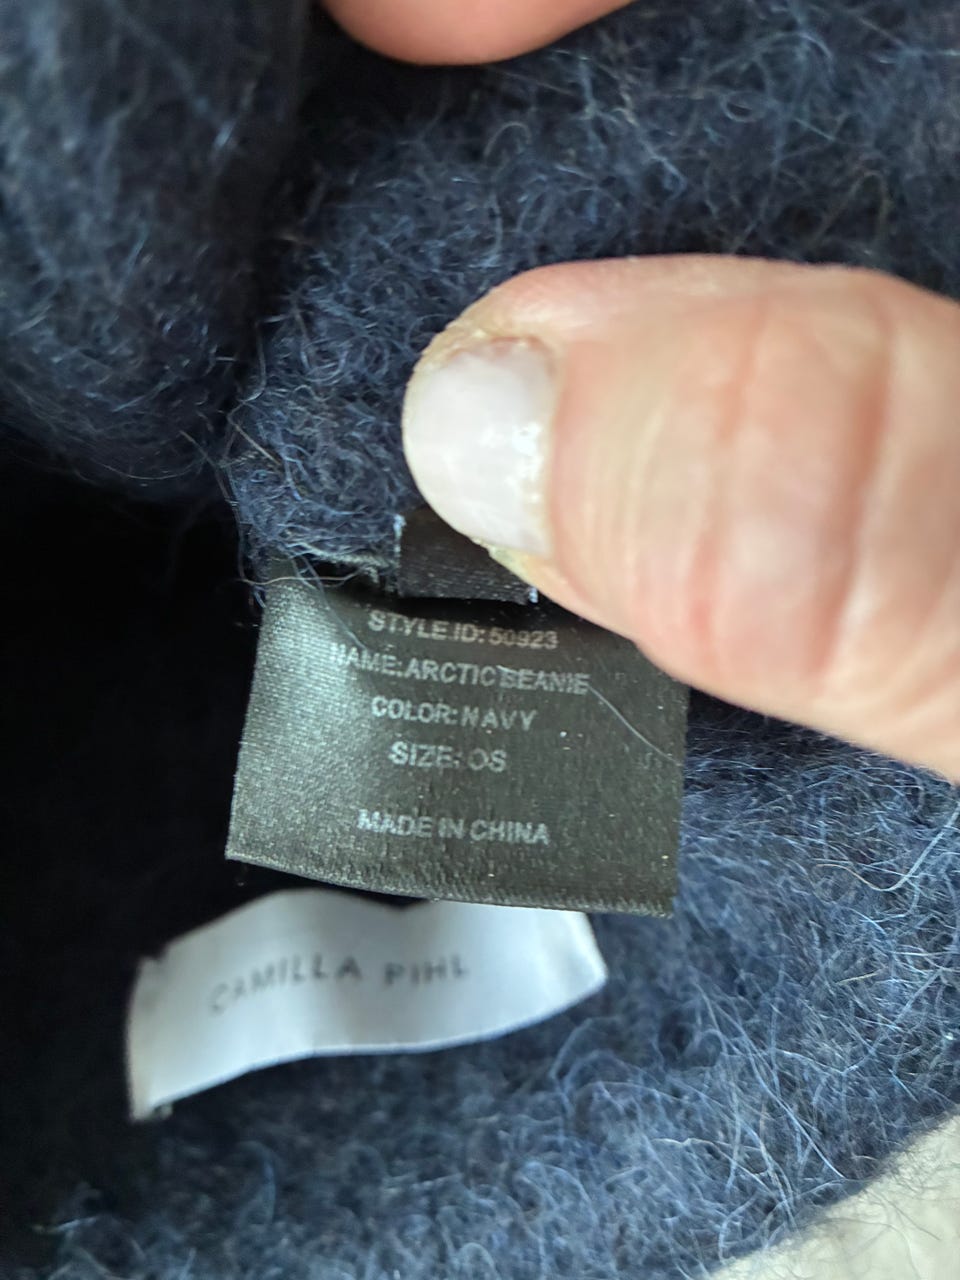 STYLE ID: 50923
NAME: ARCTIC BEANIE
COLOR: NAVY
SIZE: OS
MADE IN CHINA
CAMILLA PIHL